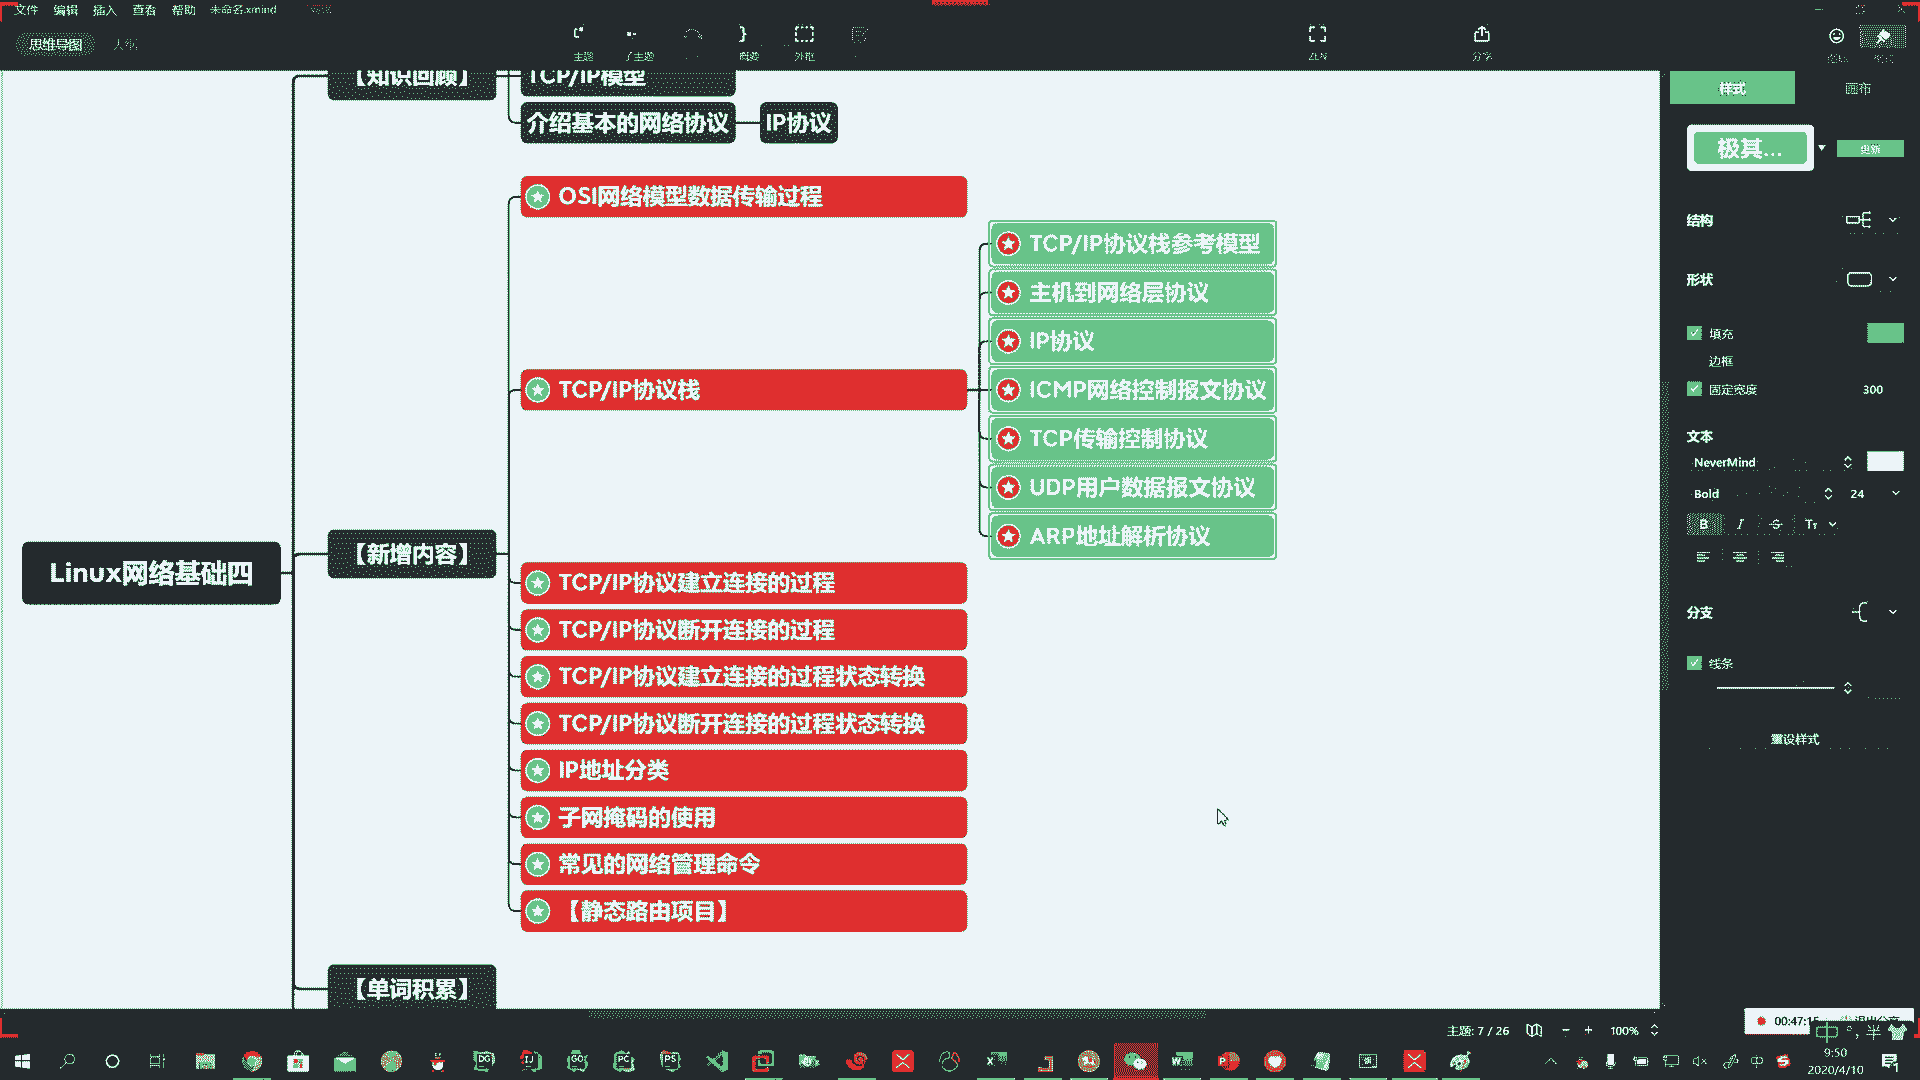 文件 编辑 插入 查看 帮助 未命名.xmind
思维导图
主题 子主题 概要 外框 ZEN 分享
样式 画布
【知识回顾】
TCP/IP模型
介绍基本的网络协议
IP协议
极其...
更新
OSI网络模型数据传输过程
结构
TCP/IP协议栈参考模型
形状
主机到网络层协议
填充
IP协议
边框
TCP/IP协议栈
ICMP网络控制报文协议
固定宽度 300
TCP传输控制协议
文本
NevermMind
UDP用户数据报文协议
Bold 24
B I S Tт
ARP地址解析协议
Linux网络基础四
【新增内容】
TCP/IP协议建立连接的过程
分支
TCP/IP协议断开连接的过程
线条
TCP/IP协议建立连接的过程状态转换
TCP/IP协议断开连接的过程状态转换
重设样式
IP地址分类
子网掩码的使用
常见的网络管理命令
【静态路由项目】
【单词积累】
主题: 7 / 26 100%
00:47:15
中 °, 半
9:50
2020/4/10